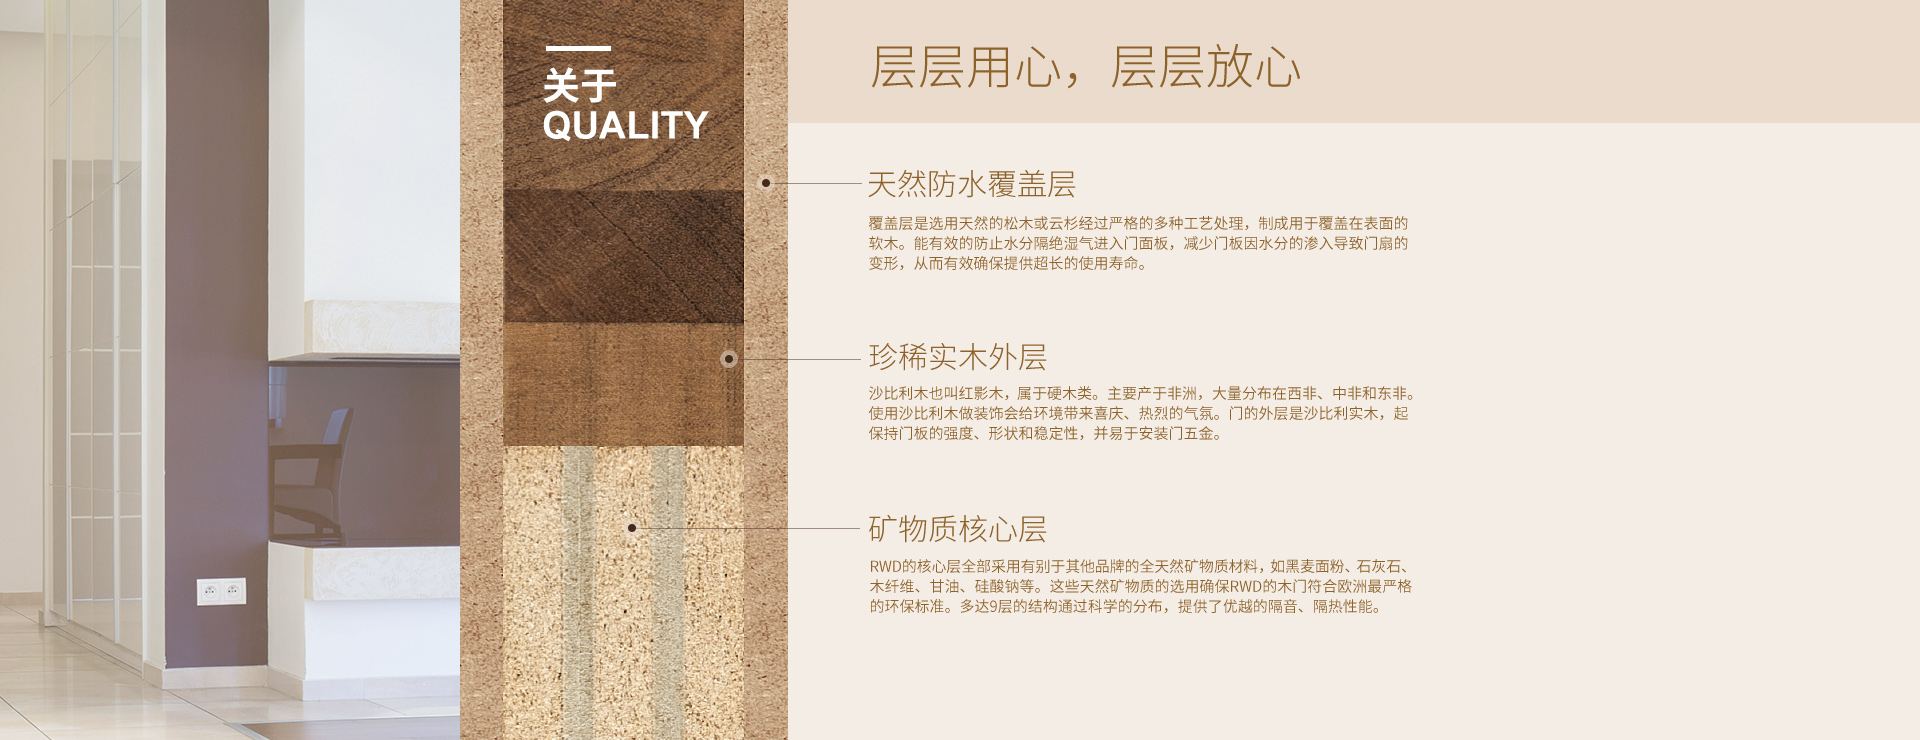 关于
QUALITY
层层用心，层层放心
天然防水覆盖层
覆盖层是选用天然的松木或云杉经过严格的多种工艺处理，制成用于覆盖在表面的
软木。能有效的防止水分隔绝湿气进入门面板，减少门板因水分的渗入导致门扇的
变形，从而有效确保提供超长的使用寿命。
珍稀实木外层
沙比利木也叫红影木，属于硬木类。主要产于非洲，大量分布在西非、中非和东非。
使用沙比利木做装饰会给环境带来喜庆、热烈的气氛。门的外层是沙比利实木，起
保持门板的强度、形状和稳定性，并易于安装门五金。
矿物质核心层
RWD的核心层全部采用有别于其他品牌的全天然矿物质材料，如黑麦面粉、石灰石、
木纤维、甘油、硅酸钠等。这些天然矿物质的选用确保RWD的木门符合欧洲最严格
的环保标准。多达9层的结构通过科学的分布，提供了优越的隔音、隔热性能。